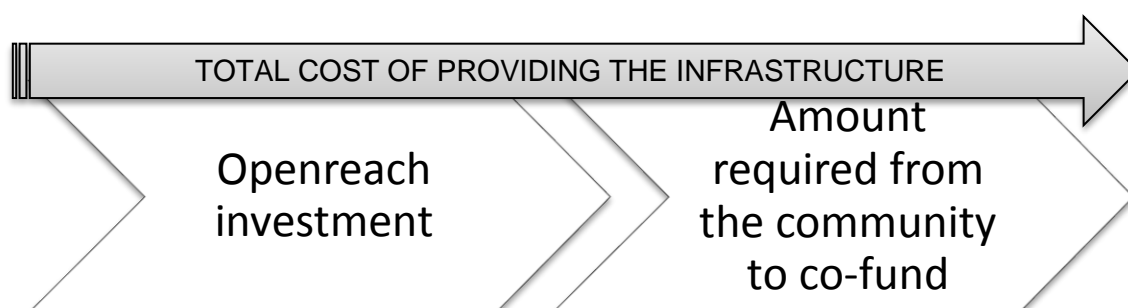 TOTAL COST OF PROVIDING THE INFRASTRUCTURE
Openreach
investment
Amount
required from
the community
to co-fund